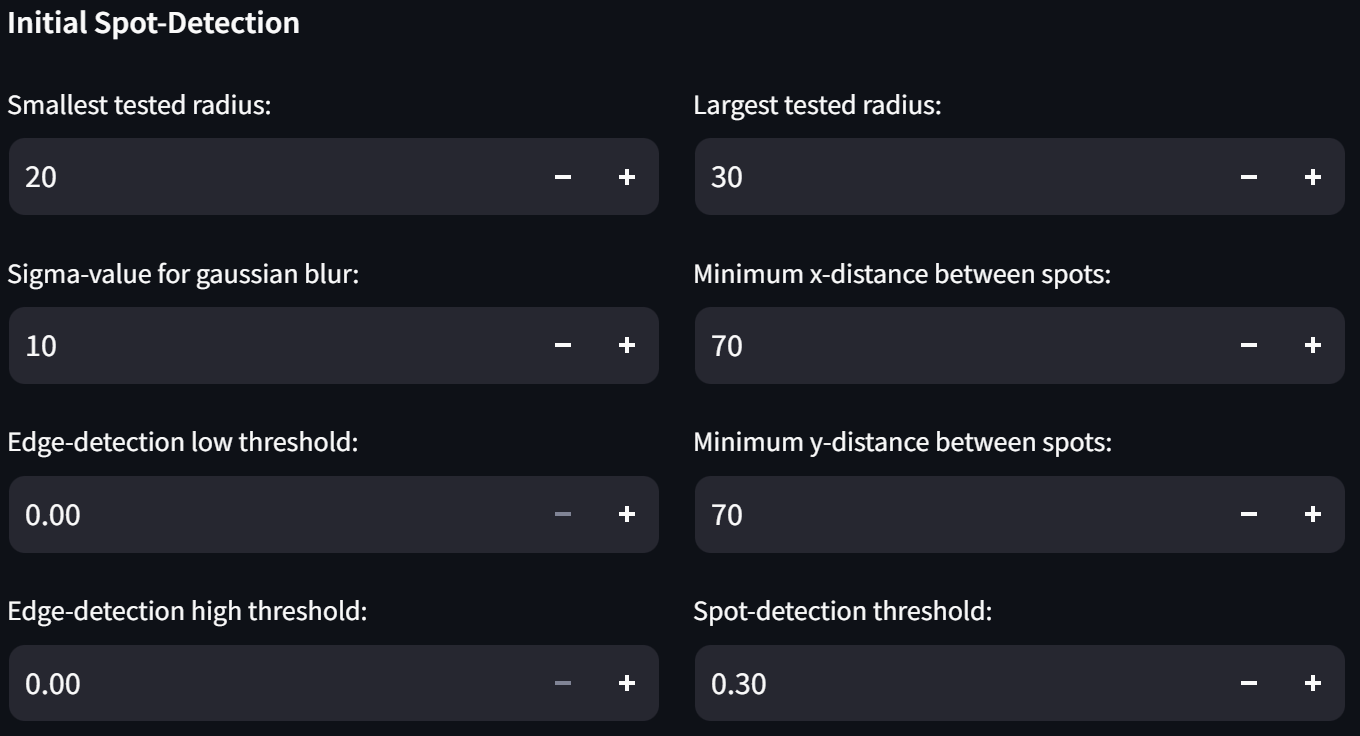 Initial Spot-Detection
Smallest tested radius:
Largest tested radius:
20
30
Sigma-value for gaussian blur:
Minimum x-distance between spots:
10
70
Edge-detection low threshold:
Minimum y-distance between spots:
0.00
70
Edge-detection high threshold:
Spot-detection threshold:
0.00
0.30